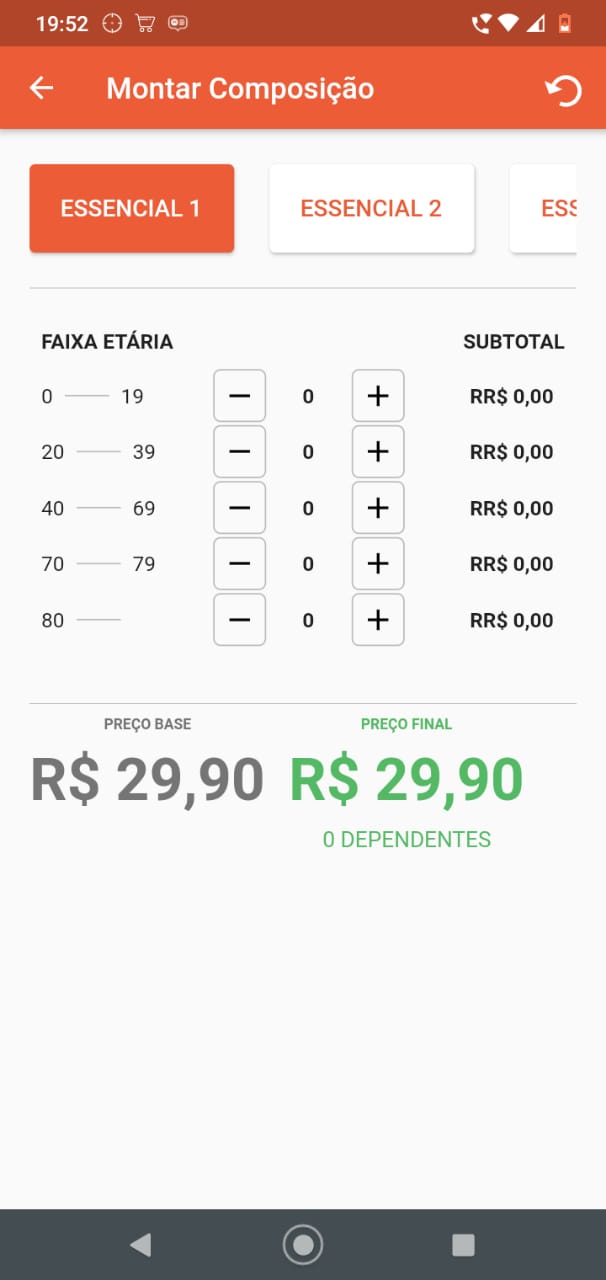 19:52
Montar Composição
ESSENCIAL 1 ESSENCIAL 2 ESS
FAIXA ETÁRIA SUBTOTAL
0 19 0 RR$ 0,00
20 39 0 RR$ 0,00
40 69 0 RR$ 0,00
70 79 0 RR$ 0,00
80 0 RR$ 0,00
PREÇO BASE PREÇO FINAL
R$ 29,90 R$ 29,90
0 DEPENDENTES